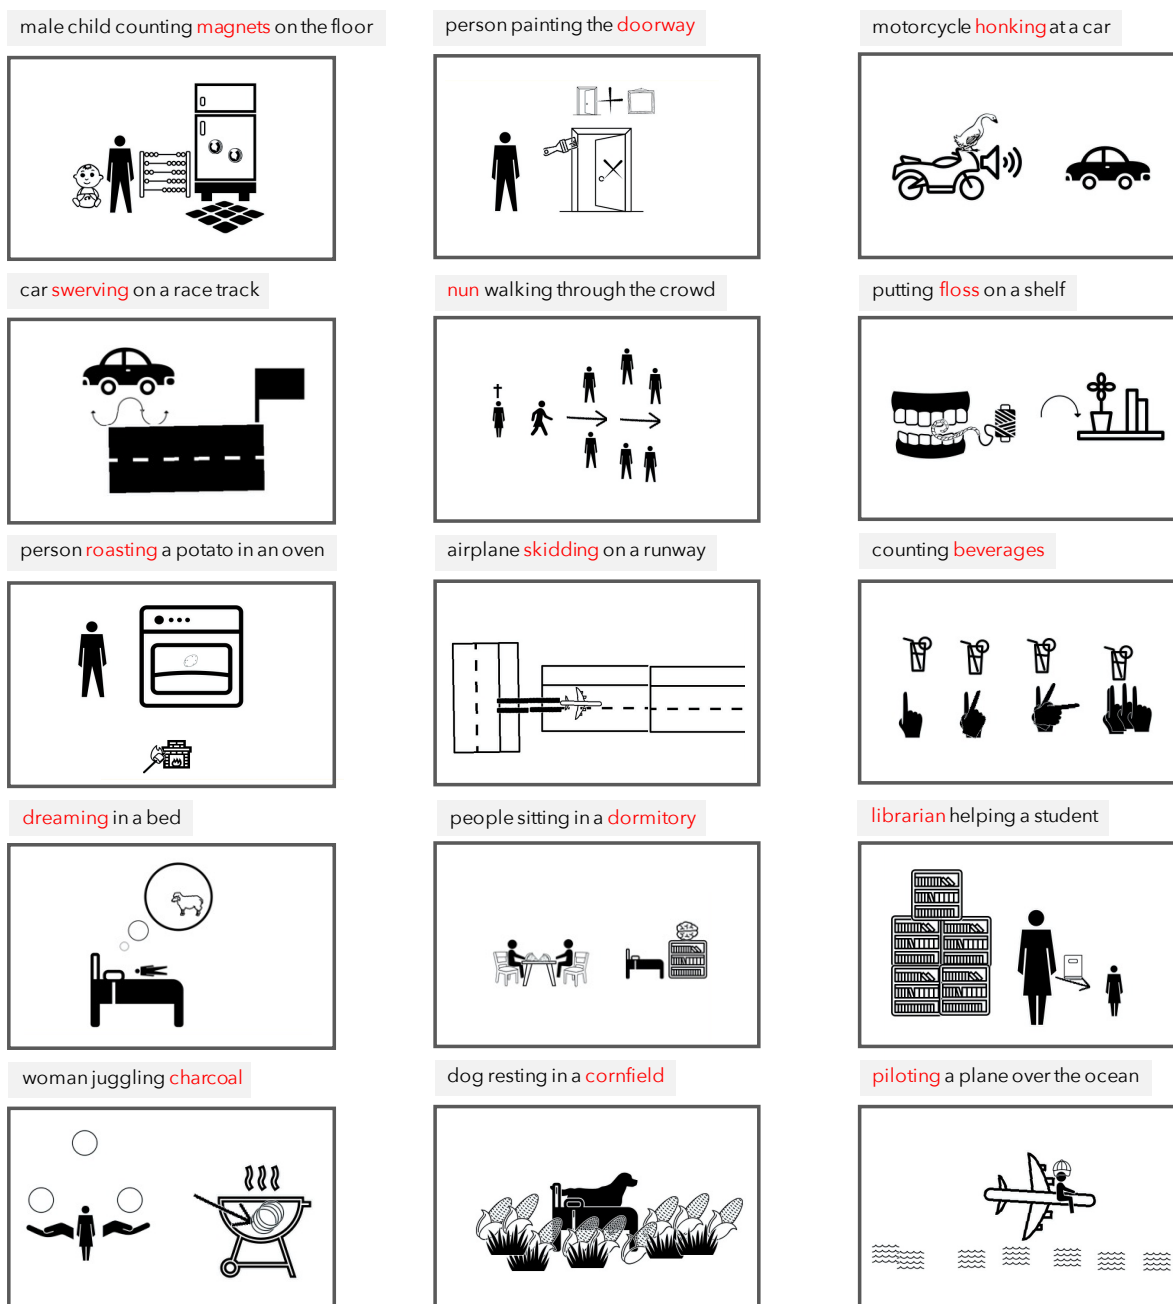 male child counting magnets on the floor
person painting the doorway
motorcycle honking at a car
car swerving on a race track
nun walking through the crowd
putting floss on a shelf
person roasting a potato in an oven
airplane skidding on a runway
counting beverages
dreaming in a bed
people sitting in a dormitory
librarian helping a student
woman juggling charcoal
dog resting in a cornfield
piloting a plane over the ocean